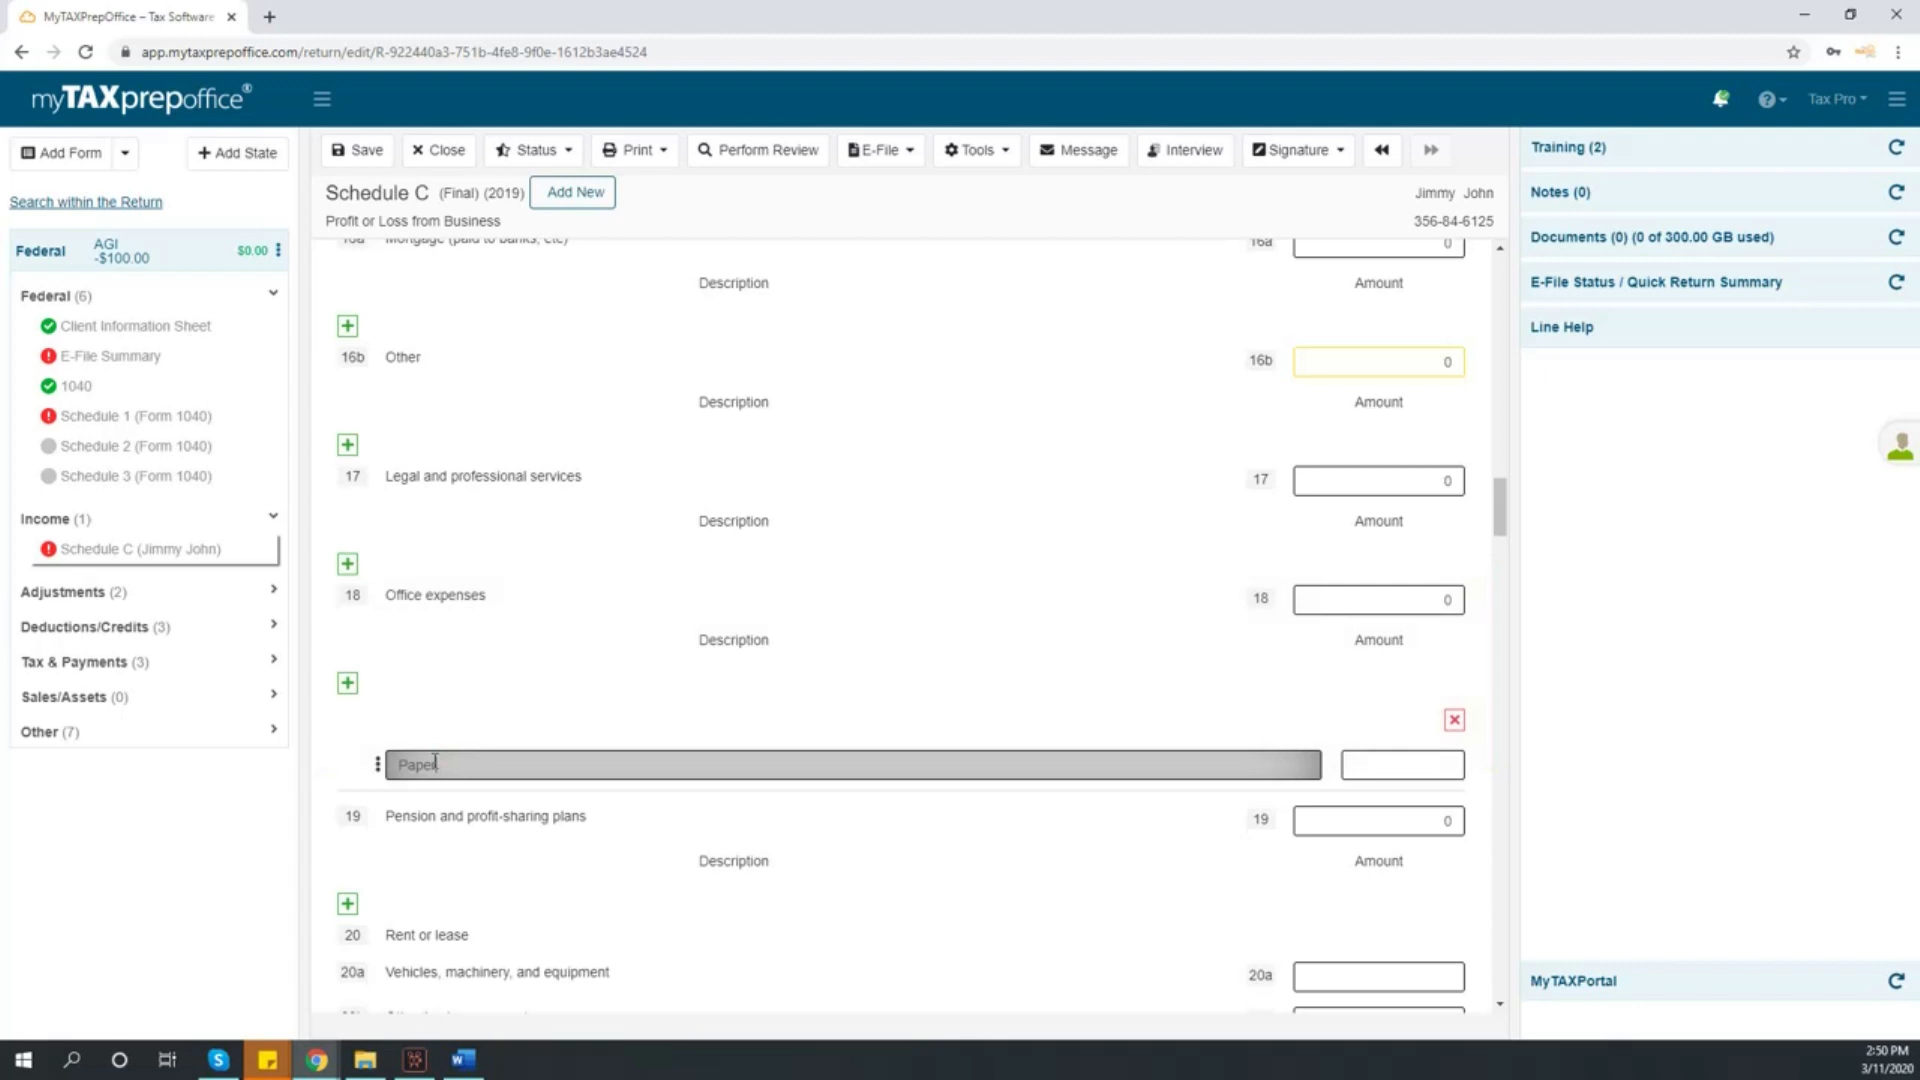 MyTAXPrepOffice – Tax Software
app.mytaxprepoffice.com/return/edit/R-922440a3-751b-4fe8-9f0e-1612b3ae4524
myTAXprepoffice®
Tax Pro
Add Form
+ Add State
Save
Close
Status
Print
Perform Review
E-File
Tools
Message
Interview
Signature
Search within the Return
Schedule C (Final) (2019) Add New
Jimmy John
Profit or Loss from Business
356-84-6125
Federal
AGI
-$100.00
$0.00
Federal (6)
Client Information Sheet
E-File Summary
1040
Schedule 1 (Form 1040)
Schedule 2 (Form 1040)
Schedule 3 (Form 1040)
Income (1)
Schedule C (Jimmy John)
Adjustments (2)
Deductions/Credits (3)
Tax & Payments (3)
Sales/Assets (0)
Other (7)
16a Mortgage (paid to banks, etc) 16a 0
Description Amount
16b Other 16b 0
Description Amount
17 Legal and professional services 17 0
Description Amount
18 Office expenses 18 0
Description Amount
Paper
19 Pension and profit-sharing plans 19 0
Description Amount
20 Rent or lease
20a Vehicles, machinery, and equipment 20a
Training (2)
Notes (0)
Documents (0) (0 of 300.00 GB used)
E-File Status / Quick Return Summary
Line Help
MyTAXPortal
2:50 PM
3/11/2020